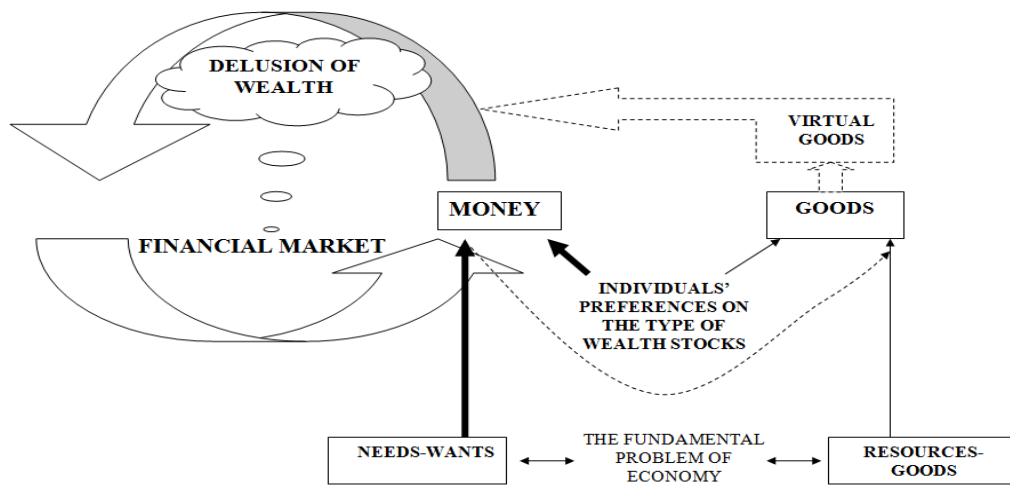 DELUSION OF
WEALTH
VIRTUAL
GOODS
MONEY
GOODS
FINANCIAL MARKET
INDIVIDUALS’
PREFERENCES ON
THE TYPE OF
WEALTH STOCKS
NEEDS-WANTS
THE FUNDAMENTAL
PROBLEM OF
ECONOMY
RESOURCES-
GOODS